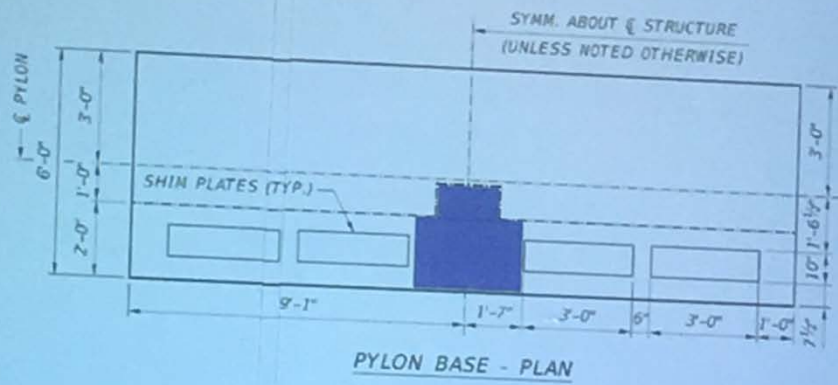 SYMM. ABOUT ℄ STRUCTURE
(UNLESS NOTED OTHERWISE)
℄ PYLON
6'-0"
3'-0"
1'-0"
2'-0"
SHIM PLATES (TYP.)
3'-0"
1'-6½"
10"
7½"
9'-1"
1'-7"
3'-0"
6"
3'-0"
1'-0"
PYLON BASE - PLAN